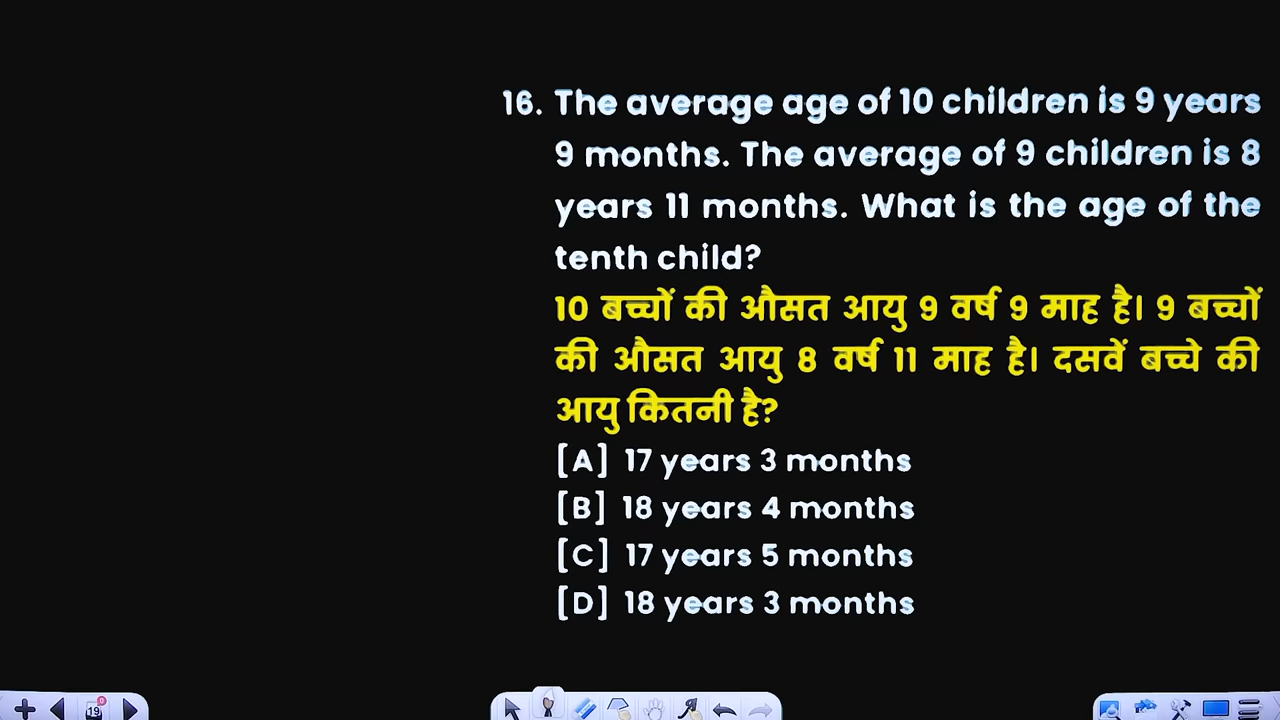 16. The average age of 10 children is 9 years
9 months. The average of 9 children is 8
years 11 months. What is the age of the
tenth child?
10 बच्चों की औसत आयु 9 वर्ष 9 माह है। 9 बच्चों
की औसत आयु 8 वर्ष 11 माह है। दसवें बच्चे की
आयु कितनी है?
[A] 17 years 3 months
[B] 18 years 4 months
[C] 17 years 5 months
[D] 18 years 3 months
19